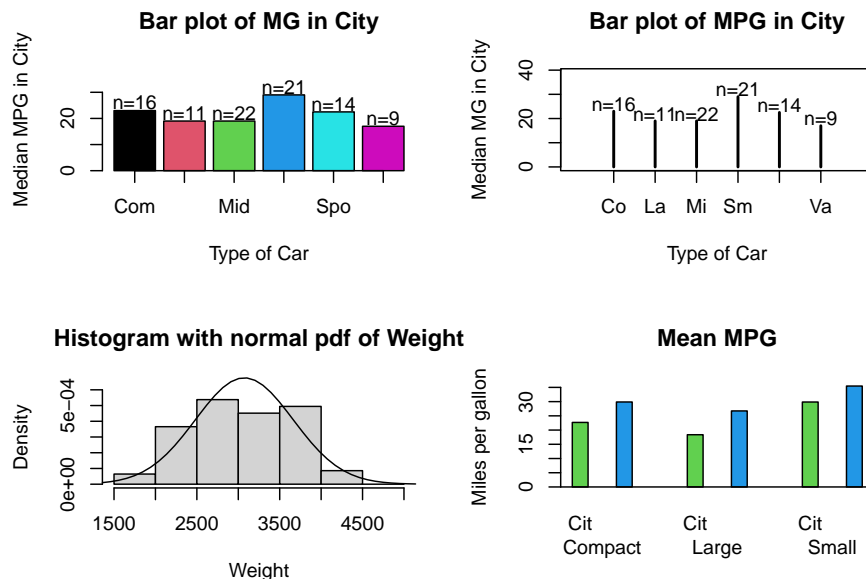 Bar plot of MG in City
Median MPG in City
0
20
n=16
n=11
n=22
n=21
n=14
n=9
Com
Mid
Spo
Type of Car
Bar plot of MPG in City
Median MG in City
0
20
40
n=16
n=11
n=22
n=21
n=14
n=9
Co
La
Mi
Sm
Va
Type of Car
Histogram with normal pdf of Weight
Density
0e+00
5e-04
1500
2500
3500
4500
Weight
Mean MPG
Miles per gallon
0
15
30
Cit
Cit
Cit
Compact
Large
Small